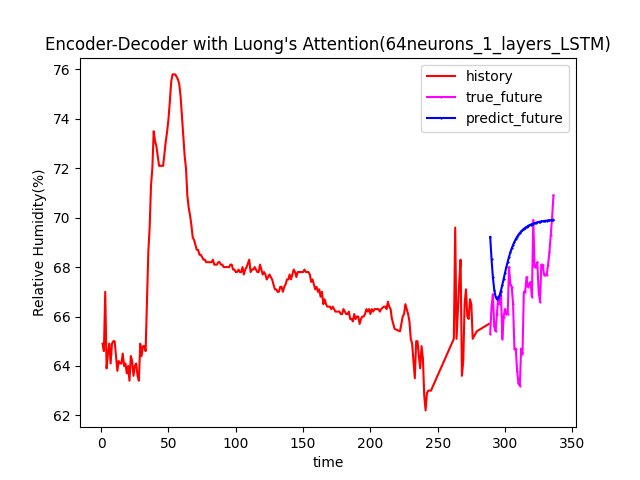 Encoder-Decoder with Luong's Attention(64neurons_1_layers_LSTM)
history
true_future
predict_future
Relative Humidity(%)
76
74
72
70
68
66
64
62
0 50 100 150 200 250 300 350
time